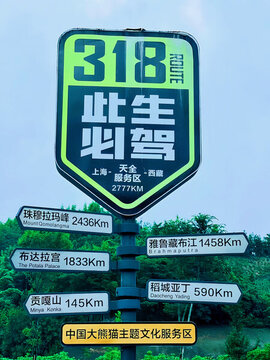 318
ROUTE
此生
必驾
上海- 天全服务区 -西藏
2777KM
珠穆拉玛峰 2436Km
Mount Qomolangma
雅鲁藏布江 1458Km
Brahmaputra
布达拉宫 1833Km
The Potala Palace
稻城亚丁 590Km
Daocheng Yading
贡嘎山 145Km
Minya Konka
中国大熊猫主题文化服务区